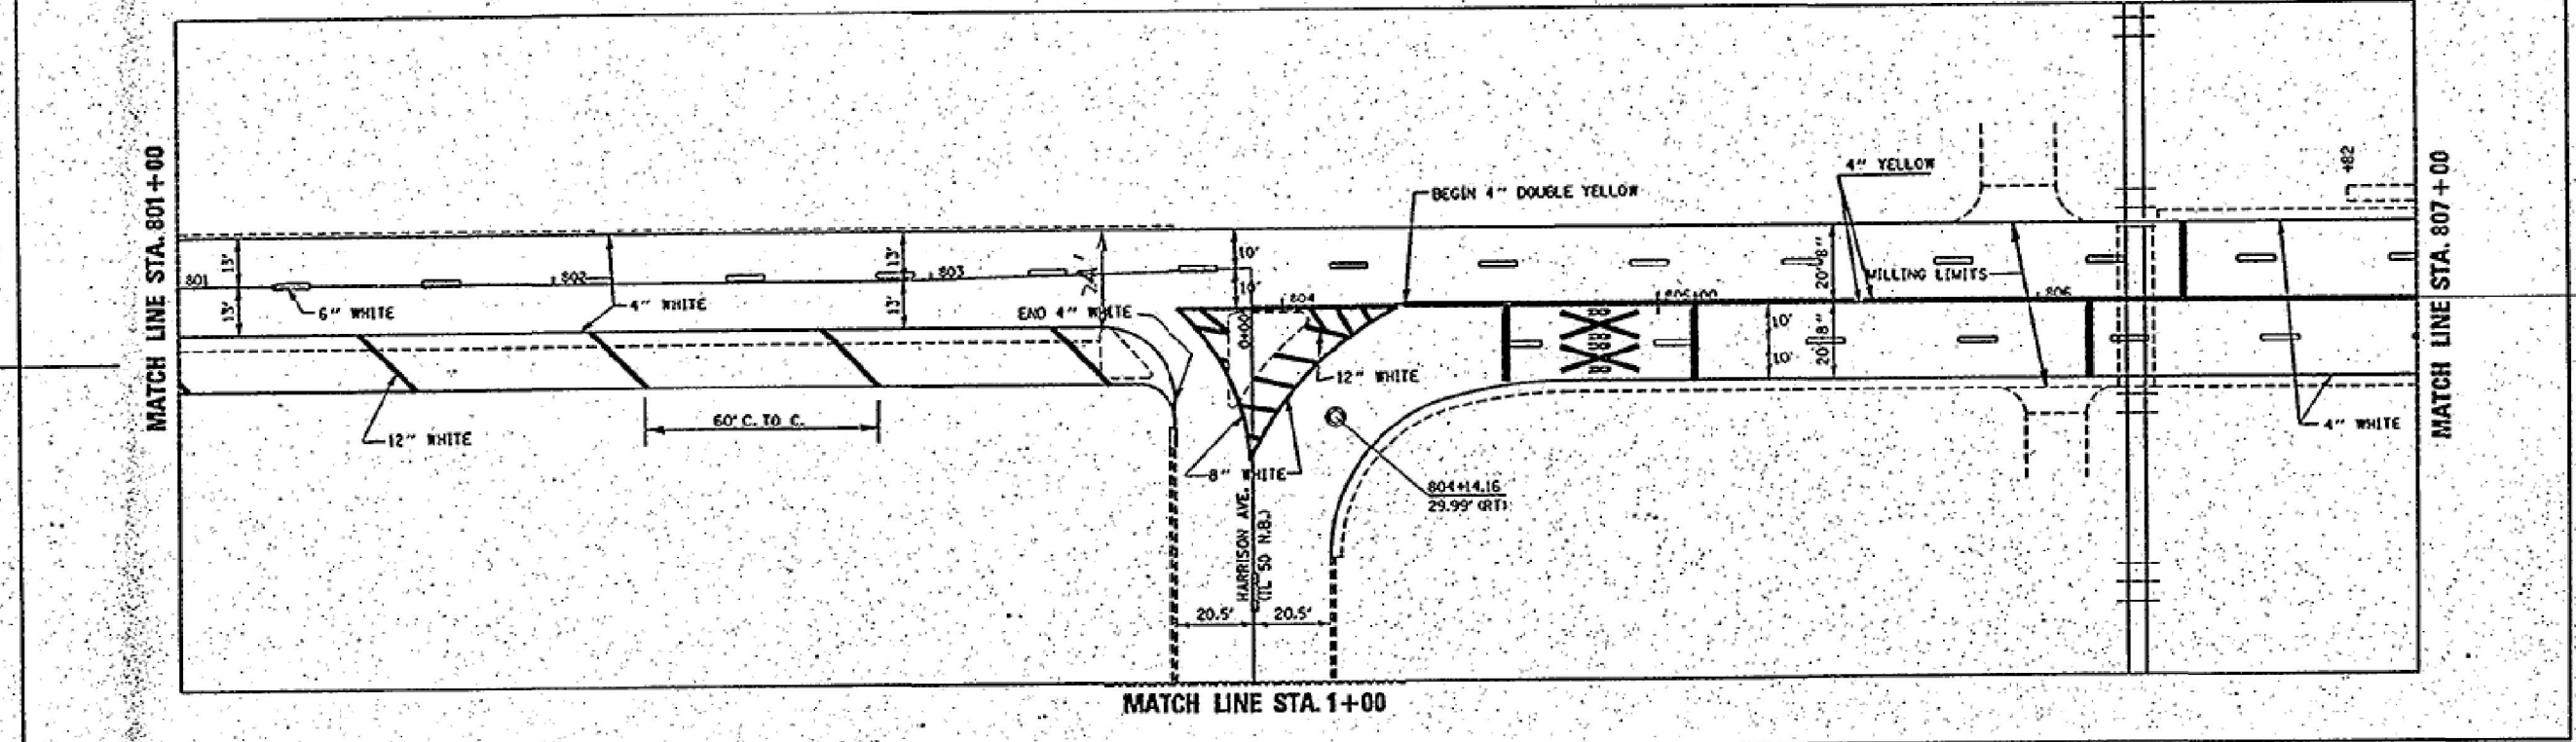 MATCH LINE STA. 801+00
801
13'
13'
6" WHITE
802
4" WHITE
13'
13'
803
24'
END 4" WHITE
10'
10'
804
0+00
BEGIN 4" DOUBLE YELLOW
4" YELLOW
MILLING LIMITS
20'-8"
20'-8"
10'
10'
805+00
806
+82
MATCH LINE STA. 807+00
RR
RR
RR
12" WHITE
12" WHITE
60' C. TO C.
8" WHITE
804+14.16
29.99' (RT)
4" WHITE
HARRISON AVE.
(IL 50 N.B.)
20.5'
20.5'
MATCH LINE STA. 1+00